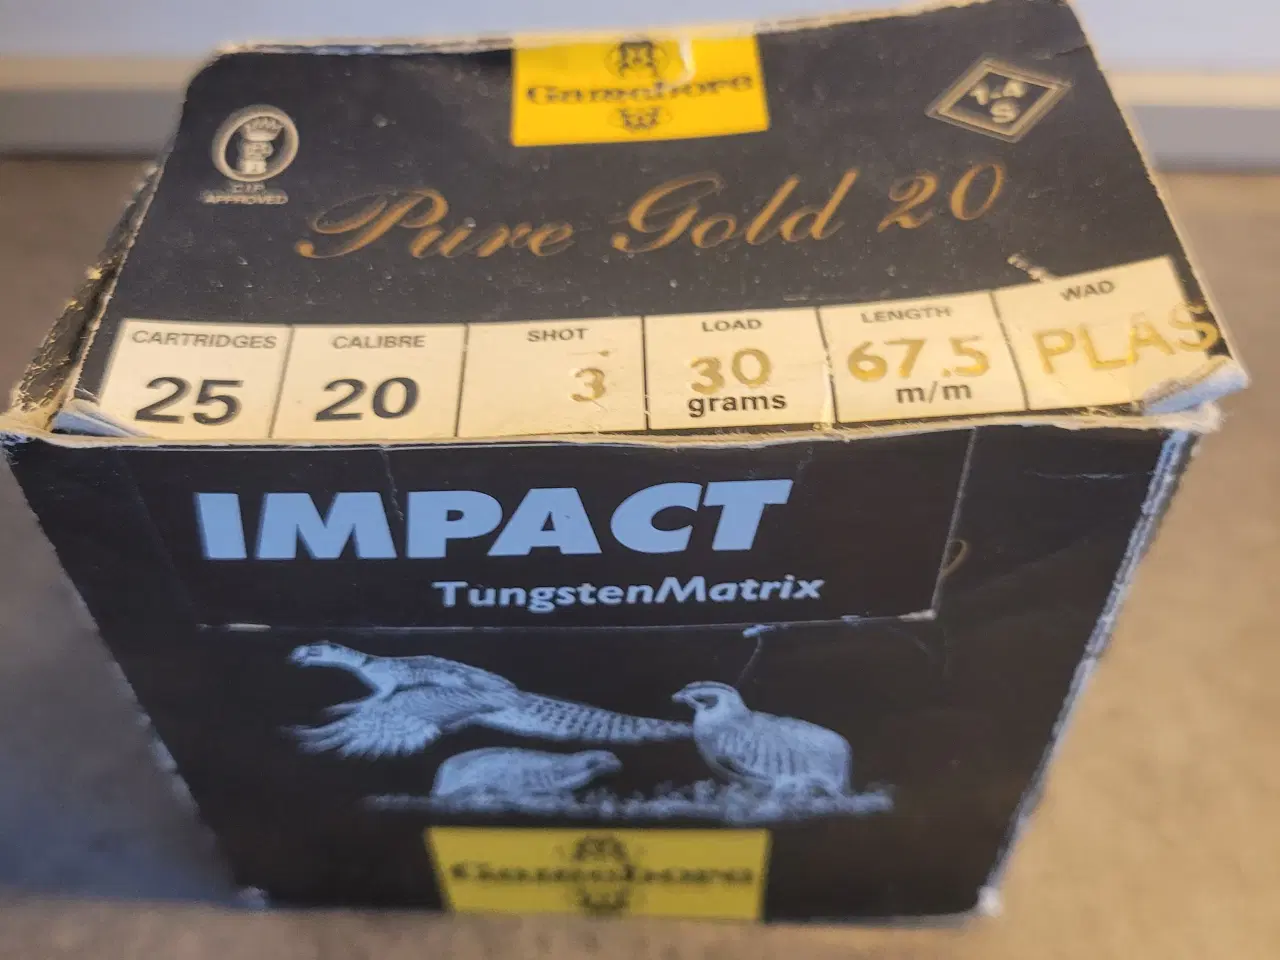 Gamebore
C.I.P.
APPROVED
Pure Gold 20
CARTRIDGES
25
CALIBRE
20
SHOT
3
LOAD
30
grams
LENGTH
67.5
m/m
WAD
PLAS
IMPACT
TungstenMatrix
Gamebore